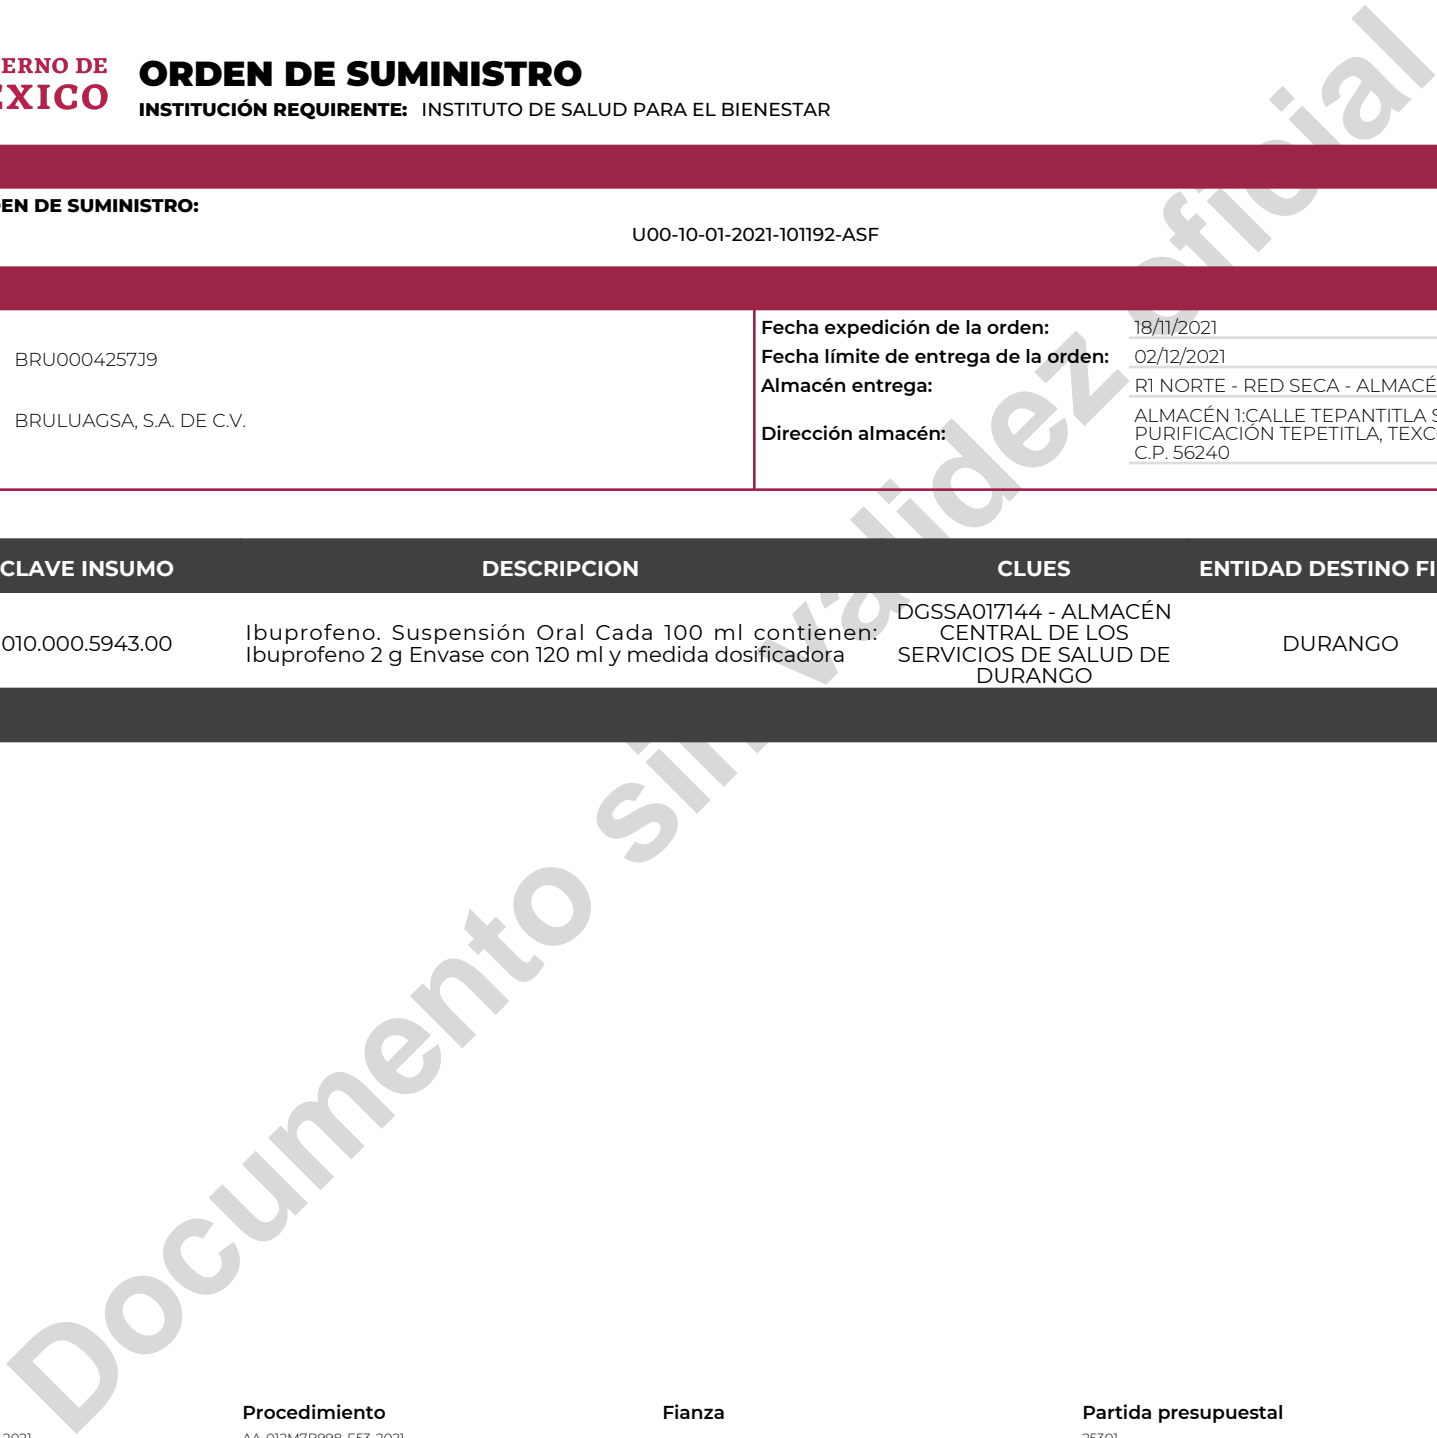 ERNO DE
ÉXICO
ORDEN DE SUMINISTRO
INSTITUCIÓN REQUIRENTE: INSTITUTO DE SALUD PARA EL BIENESTAR
EN DE SUMINISTRO:
U00-10-01-2021-101192-ASF
BRU0004257J9
BRULUAGSA, S.A. DE C.V.
Fecha expedición de la orden: 18/11/2021
Fecha límite de entrega de la orden: 02/12/2021
Almacén entrega: R1 NORTE - RED SECA - ALMACÉ
Dirección almacén: ALMACÉN 1:CALLE TEPANTITLA S
PURIFICACIÓN TEPETITLA, TEXC
C.P. 56240
CLAVE INSUMO DESCRIPCION CLUES ENTIDAD DESTINO FI
010.000.5943.00
Ibuprofeno. Suspensión Oral Cada 100 ml contienen:
Ibuprofeno 2 g Envase con 120 ml y medida dosificadora
DGSSA017144 - ALMACÉN
CENTRAL DE LOS
SERVICIOS DE SALUD DE
DURANGO
DURANGO
Documento sin validez oficial
Procedimiento Fianza Partida presupuestal